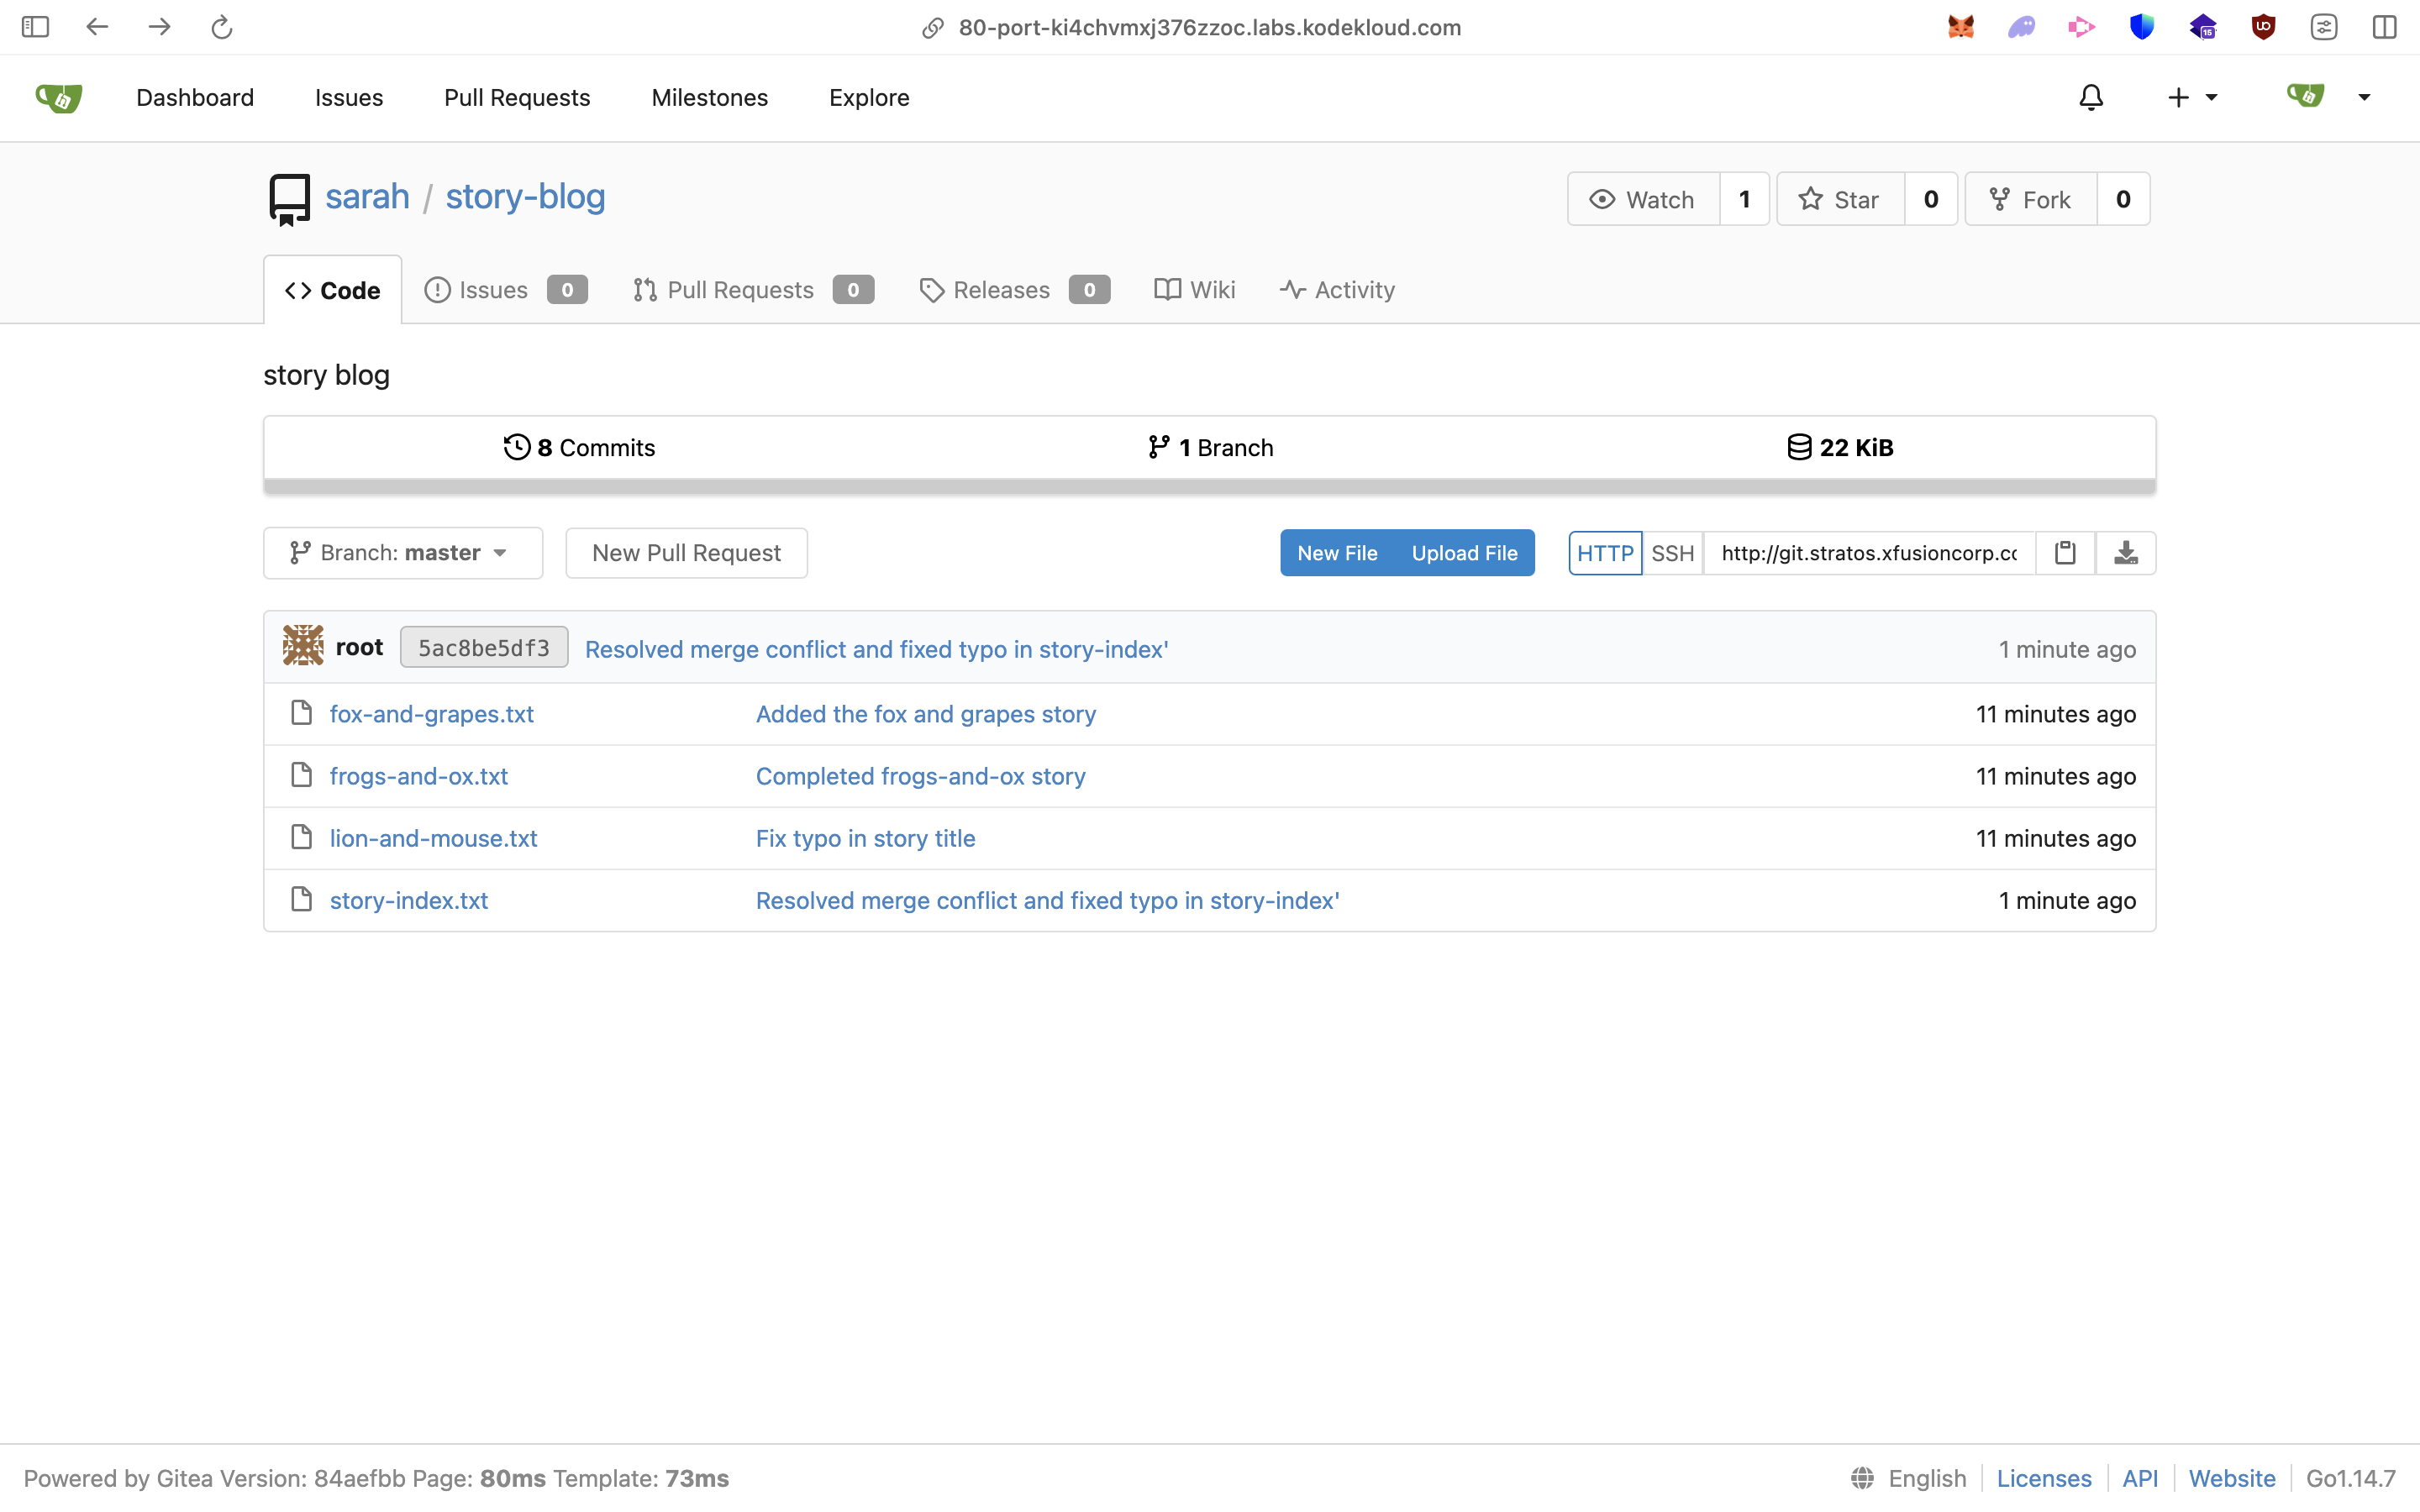 80-port-ki4chvmxj376zzoc.labs.kodekloud.com
15
Dashboard Issues Pull Requests Milestones Explore
sarah / story-blog
Watch 1 Star 0 Fork 0
Code Issues 0 Pull Requests 0 Releases 0 Wiki Activity
story blog
8 Commits 1 Branch 22 KiB
Branch: master New Pull Request New File Upload File HTTP SSH http://git.stratos.xfusioncorp.co
root 5ac8be5df3 Resolved merge conflict and fixed typo in story-index' 1 minute ago
fox-and-grapes.txt Added the fox and grapes story 11 minutes ago
frogs-and-ox.txt Completed frogs-and-ox story 11 minutes ago
lion-and-mouse.txt Fix typo in story title 11 minutes ago
story-index.txt Resolved merge conflict and fixed typo in story-index' 1 minute ago
Powered by Gitea Version: 84aefbb Page: 80ms Template: 73ms English Licenses API Website Go1.14.7